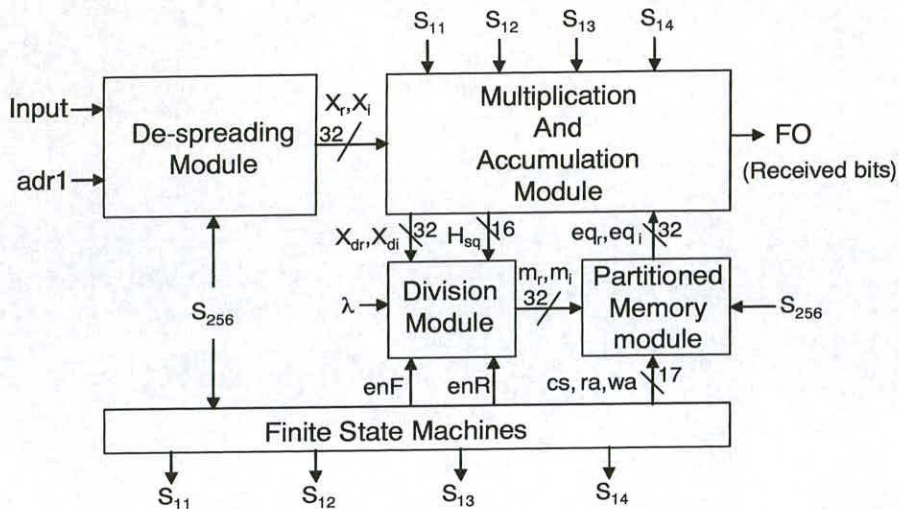 S11 S12 S13 S14
Input
adr1
De-spreading
Module
Xr,Xi
32
Multiplication
And
Accumulation
Module
FO
(Received bits)
Xdr,Xdi 32
Hsq 16
eqr,eqi 32
S256
λ
Division
Module
mr,mi
32
Partitioned
Memory
module
S256
enF
enR
cs, ra, wa 17
Finite State Machines
S11 S12 S13 S14